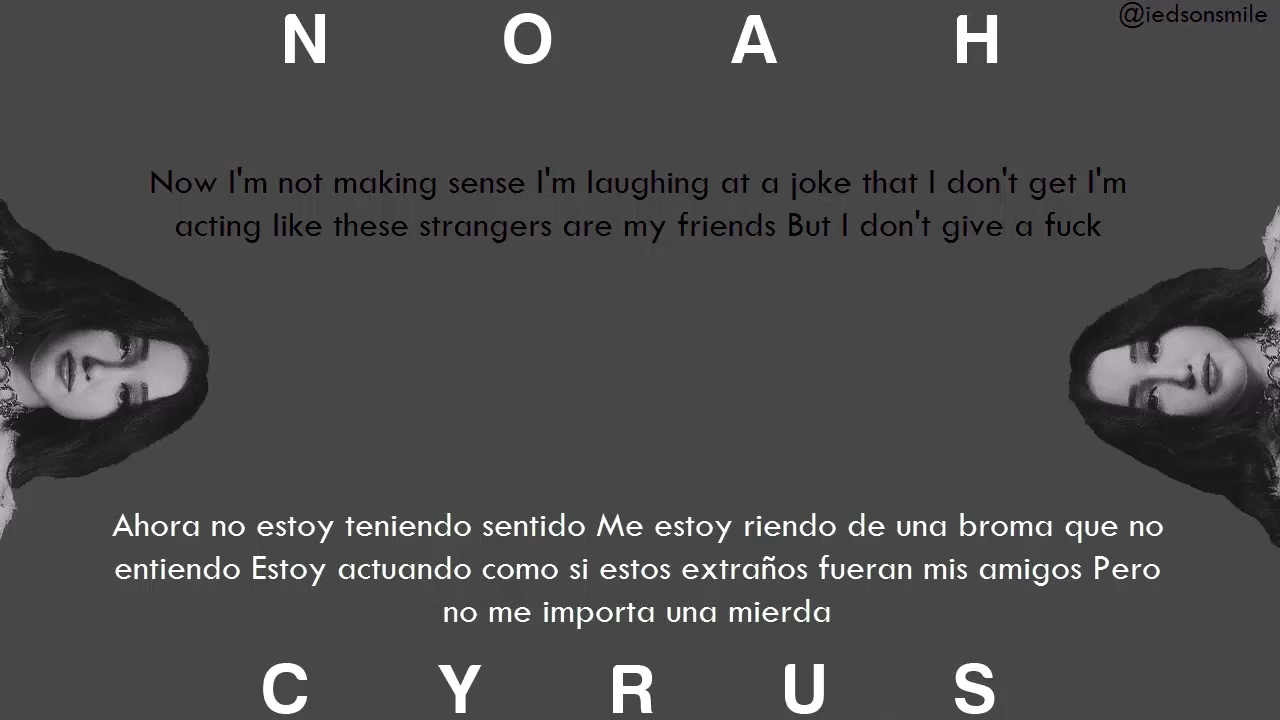 @iedsonsmile
N O A H
Now I'm not making sense I'm laughing at a joke that I don't get I'm
acting like these strangers are my friends But I don't give a fuck
Ahora no estoy teniendo sentido Me estoy riendo de una broma que no
entiendo Estoy actuando como si estos extraños fueran mis amigos Pero
no me importa una mierda
C Y R U S